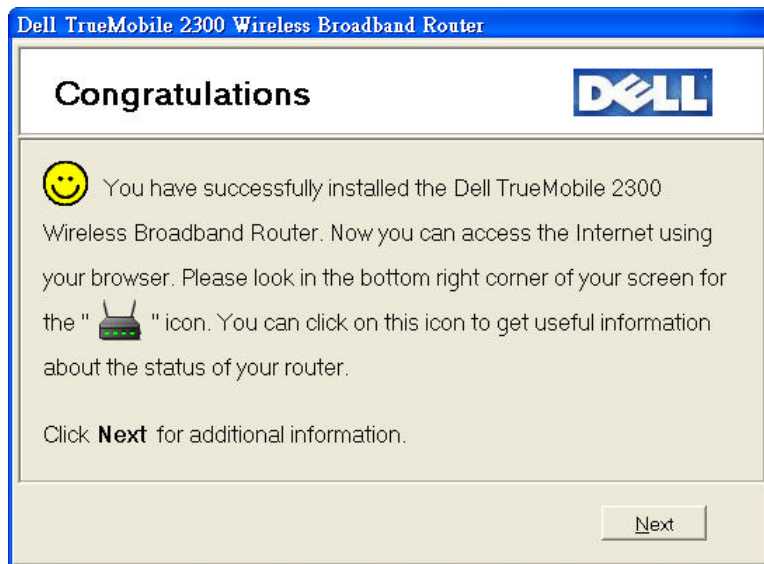 Dell TrueMobile 2300 Wireless Broadband Router
Congratulations
DELL
You have successfully installed the Dell TrueMobile 2300
Wireless Broadband Router. Now you can access the Internet using
your browser. Please look in the bottom right corner of your screen for
the " " icon. You can click on this icon to get useful information
about the status of your router.
Click Next for additional information.
Next